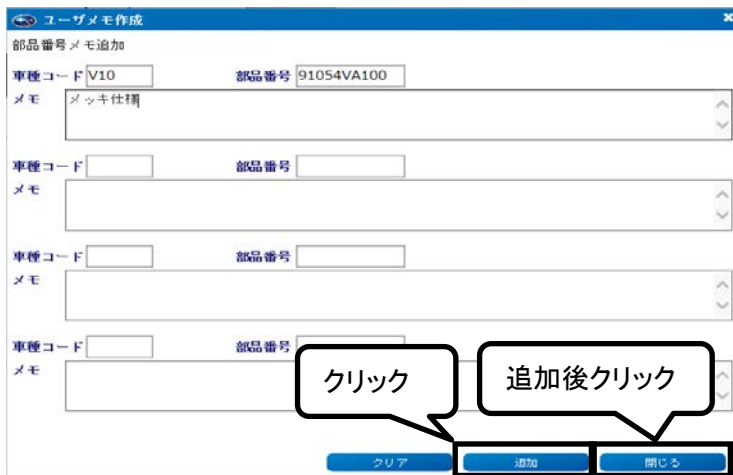 ユーザメモ作成
部品番号メモ追加
車種コード V10 部品番号 91054VA100
メモ メッキ仕様
車種コード 部品番号
メモ
車種コード 部品番号
メモ
車種コード 部品番号
メモ
クリック
追加後クリック
クリア 追加 閉じる